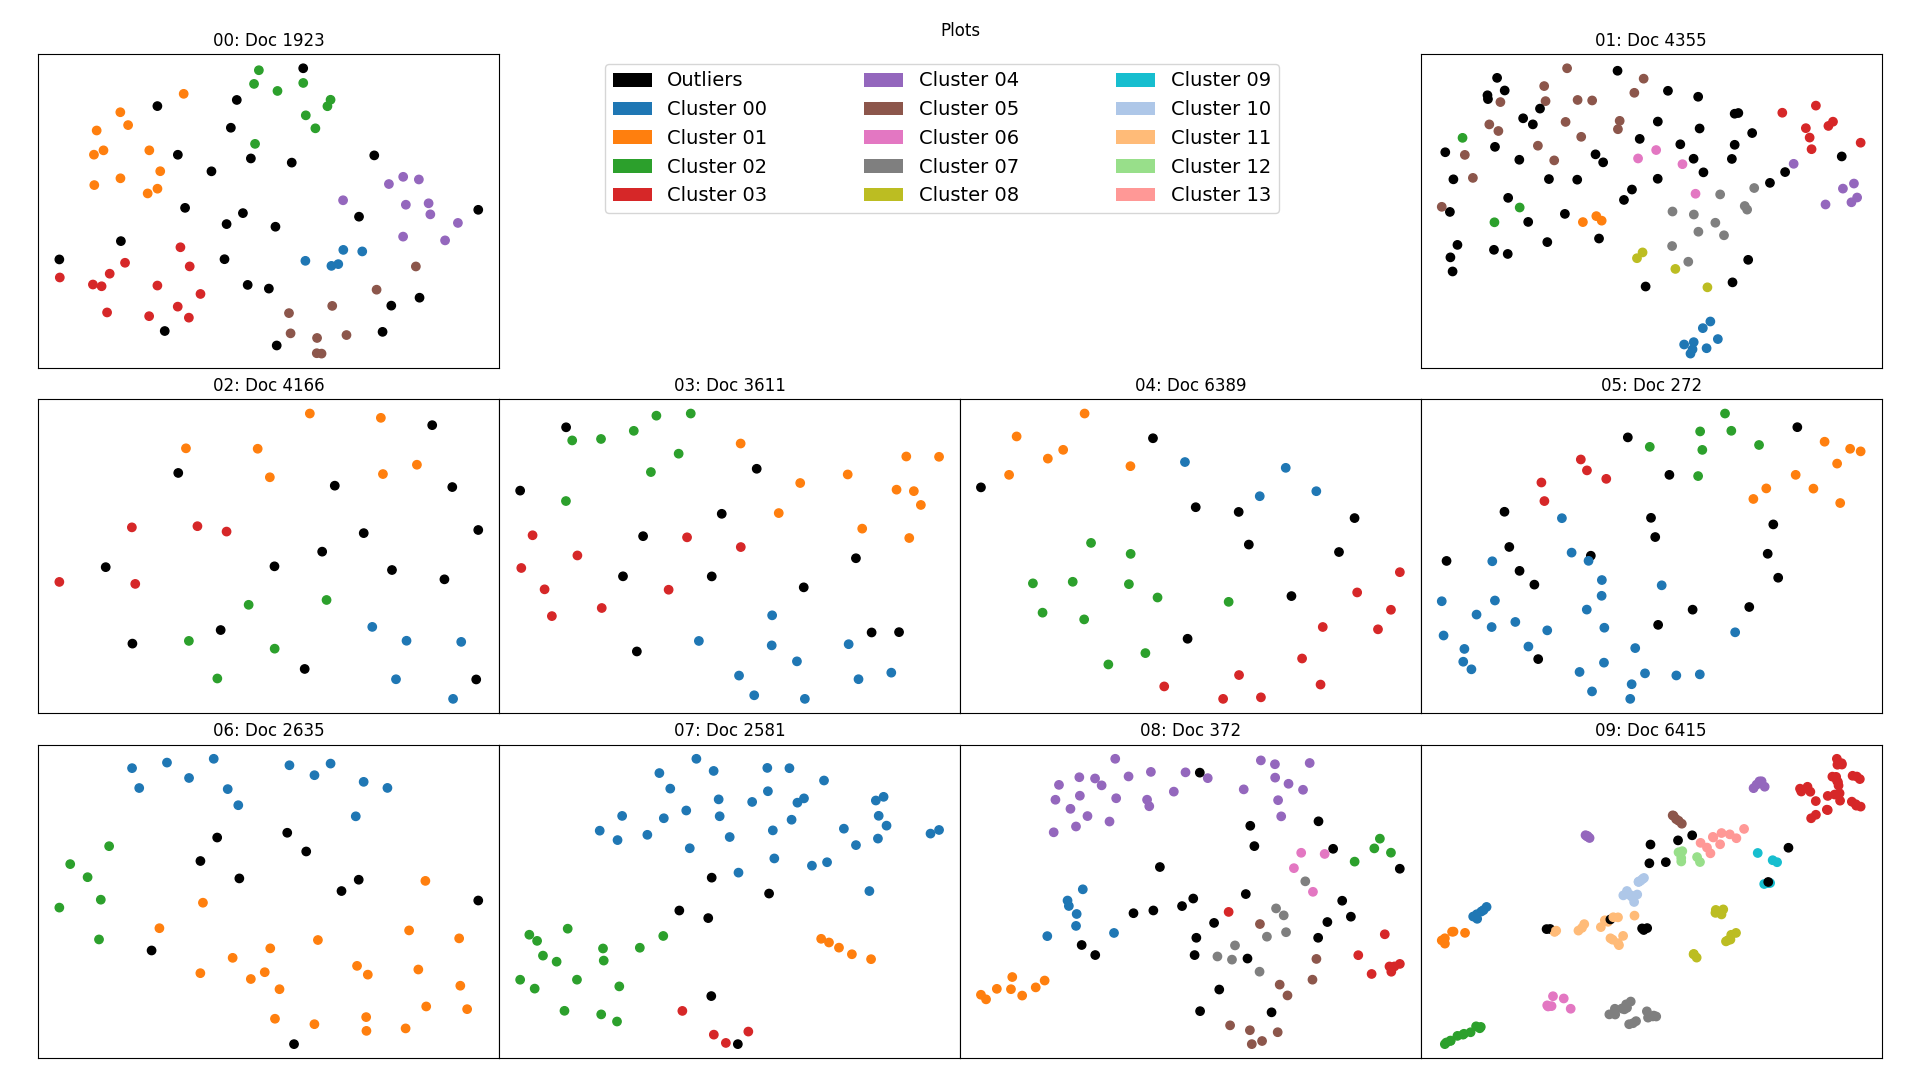 Plots
00: Doc 1923
01: Doc 4355
Outliers
Cluster 00
Cluster 01
Cluster 02
Cluster 03
Cluster 04
Cluster 05
Cluster 06
Cluster 07
Cluster 08
Cluster 09
Cluster 10
Cluster 11
Cluster 12
Cluster 13
02: Doc 4166
03: Doc 3611
04: Doc 6389
05: Doc 272
06: Doc 2635
07: Doc 2581
08: Doc 372
09: Doc 6415